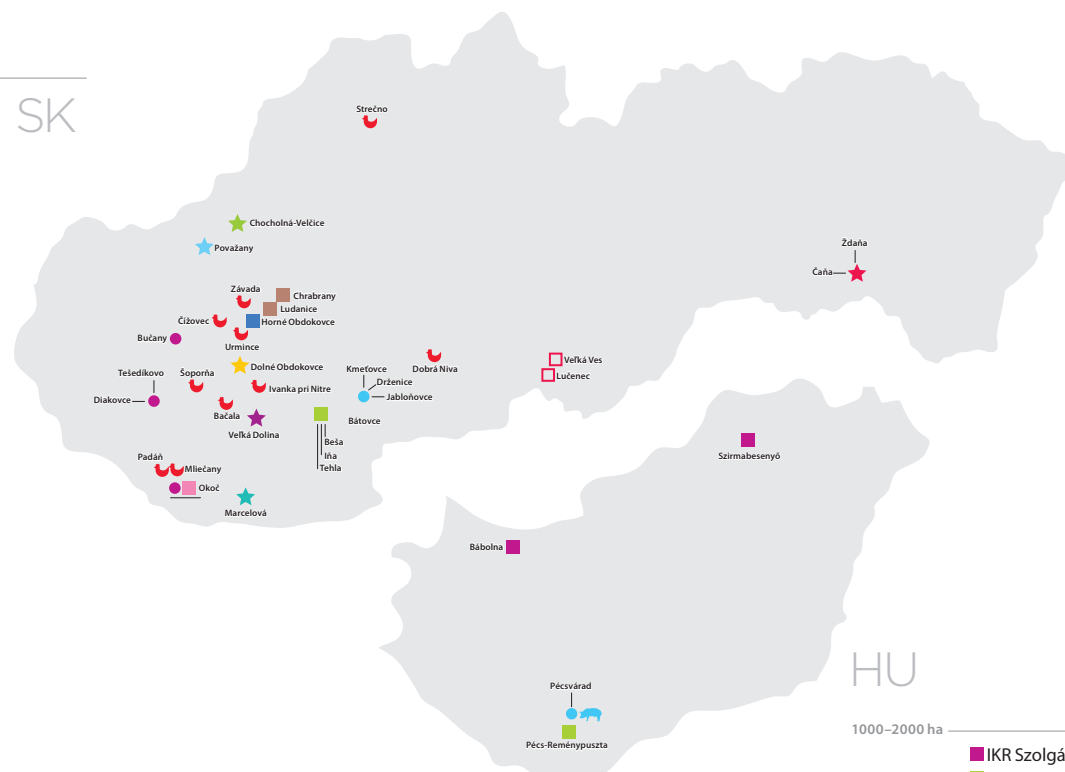 SK
Strečno
Chocholná-Velčice
Považany
Ždaňa
Čaňa
Závada
Chrabrany
Ludanice
Čížovec
Horné Obdokovce
Bučany
Urmince
Veľká Ves
Dobrá Niva
Lučenec
Tešedíkovo
Šoporňa
Dolné Obdokovce
Kmeťovce
Drženice
Ivanka pri Nitre
Jabloňovce
Diakovce
Bačala
Bátovce
Veľká Dolina
Beša
Iňa
Tehla
Padáň
Mliečany
Okoč
Marcelová
Szirmabesenyő
Bábolna
HU
Pécsvárad
1000–2000 ha
Pécs-Reménypuszta
IKR Szolgá